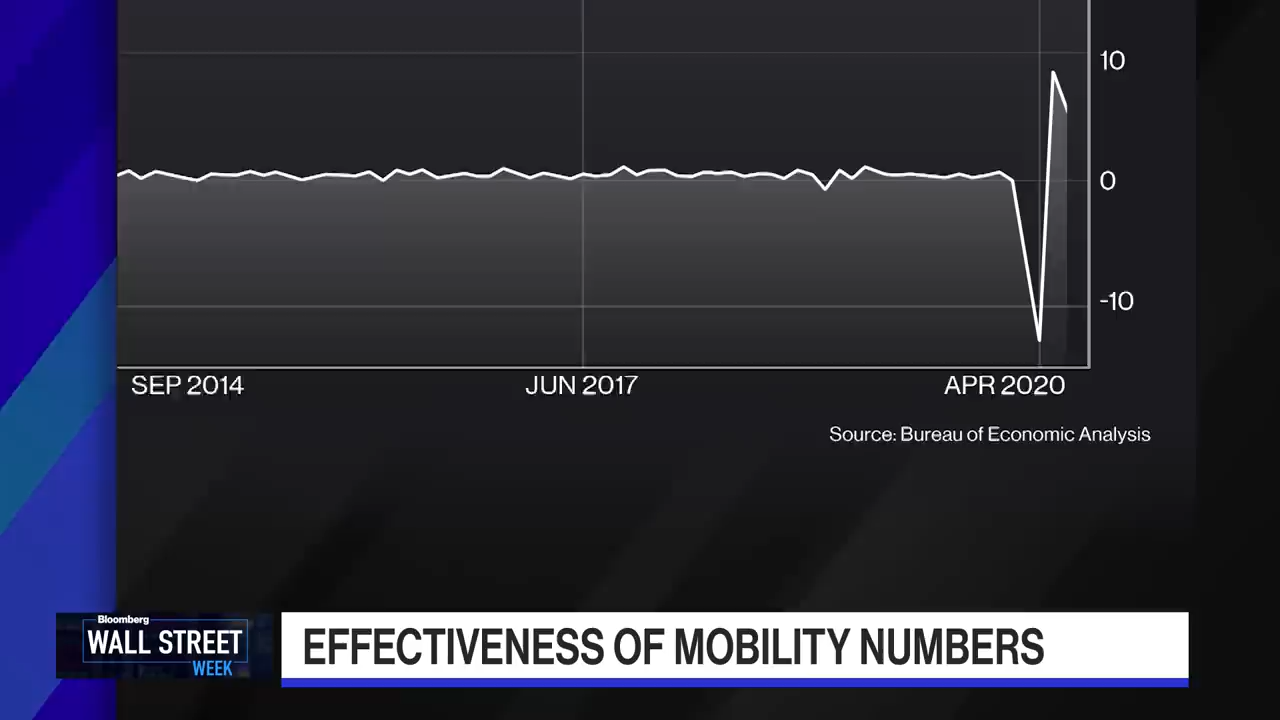 10
0
-10
SEP 2014 JUN 2017 APR 2020
Source: Bureau of Economic Analysis
Bloomberg
WALL STREET
WEEK
EFFECTIVENESS OF MOBILITY NUMBERS